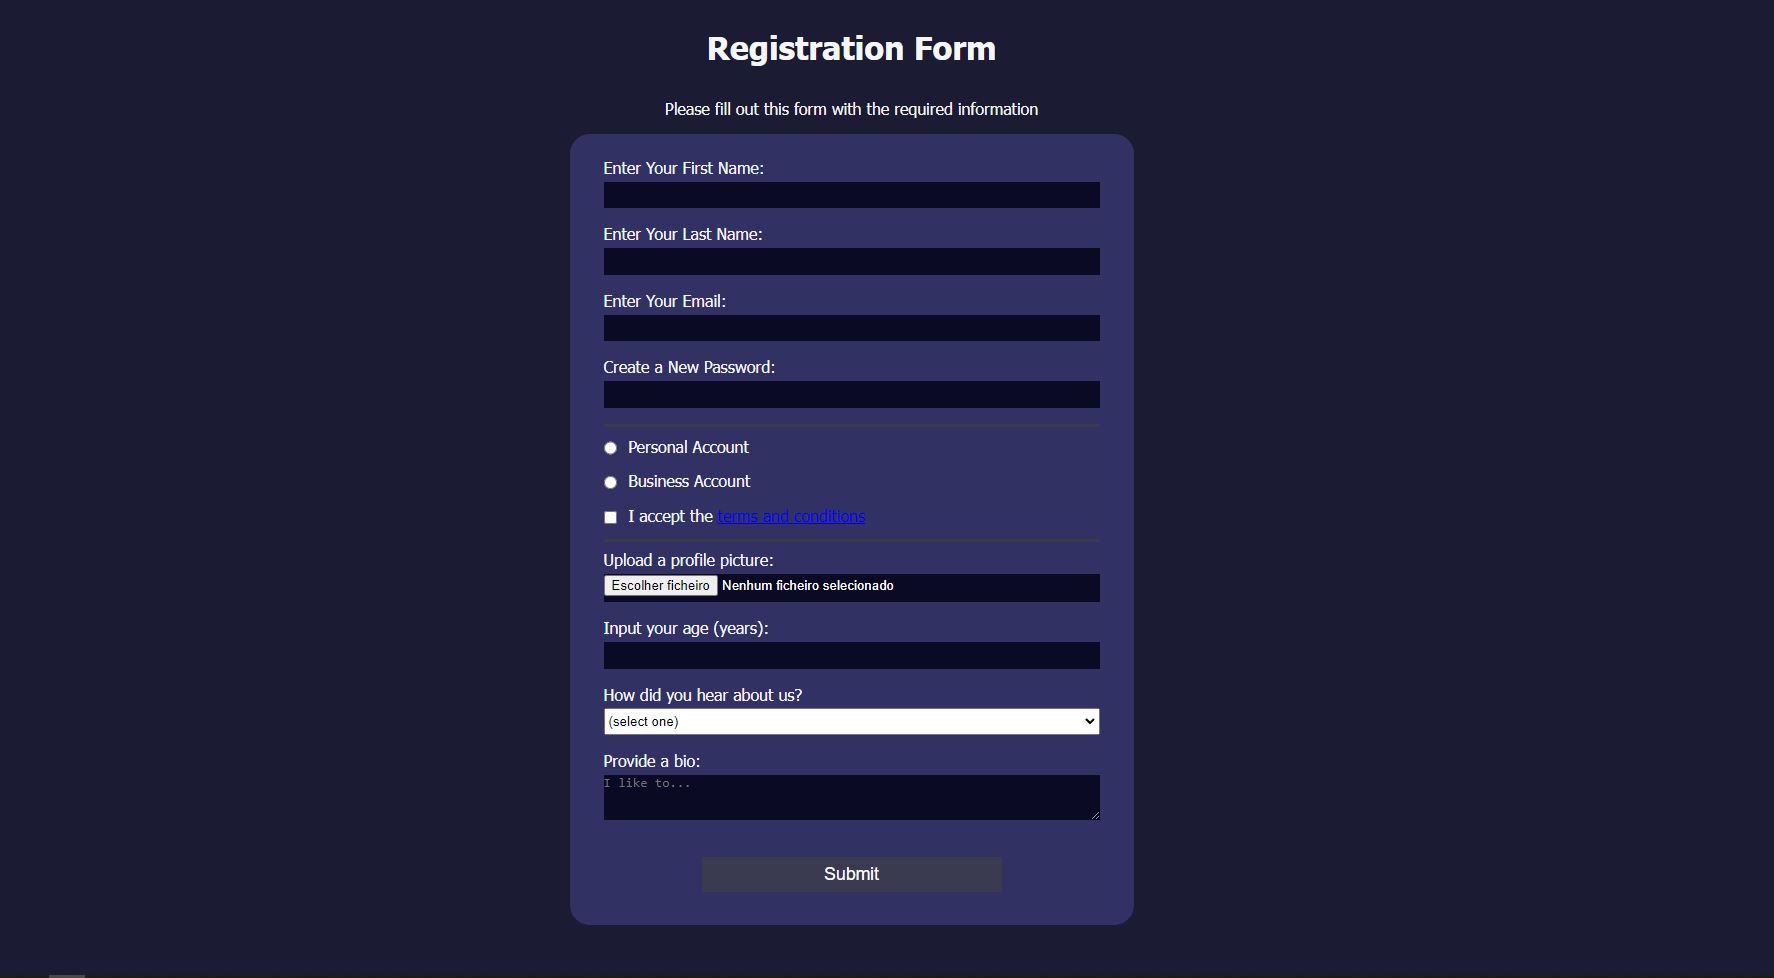 Registration Form
Please fill out this form with the required information
Enter Your First Name:
Enter Your Last Name:
Enter Your Email:
Create a New Password:
Personal Account
Business Account
I accept the terms and conditions
Upload a profile picture:
Escolher ficheiro Nenhum ficheiro selecionado
Input your age (years):
How did you hear about us?
(select one)
Provide a bio:
I like to...
Submit